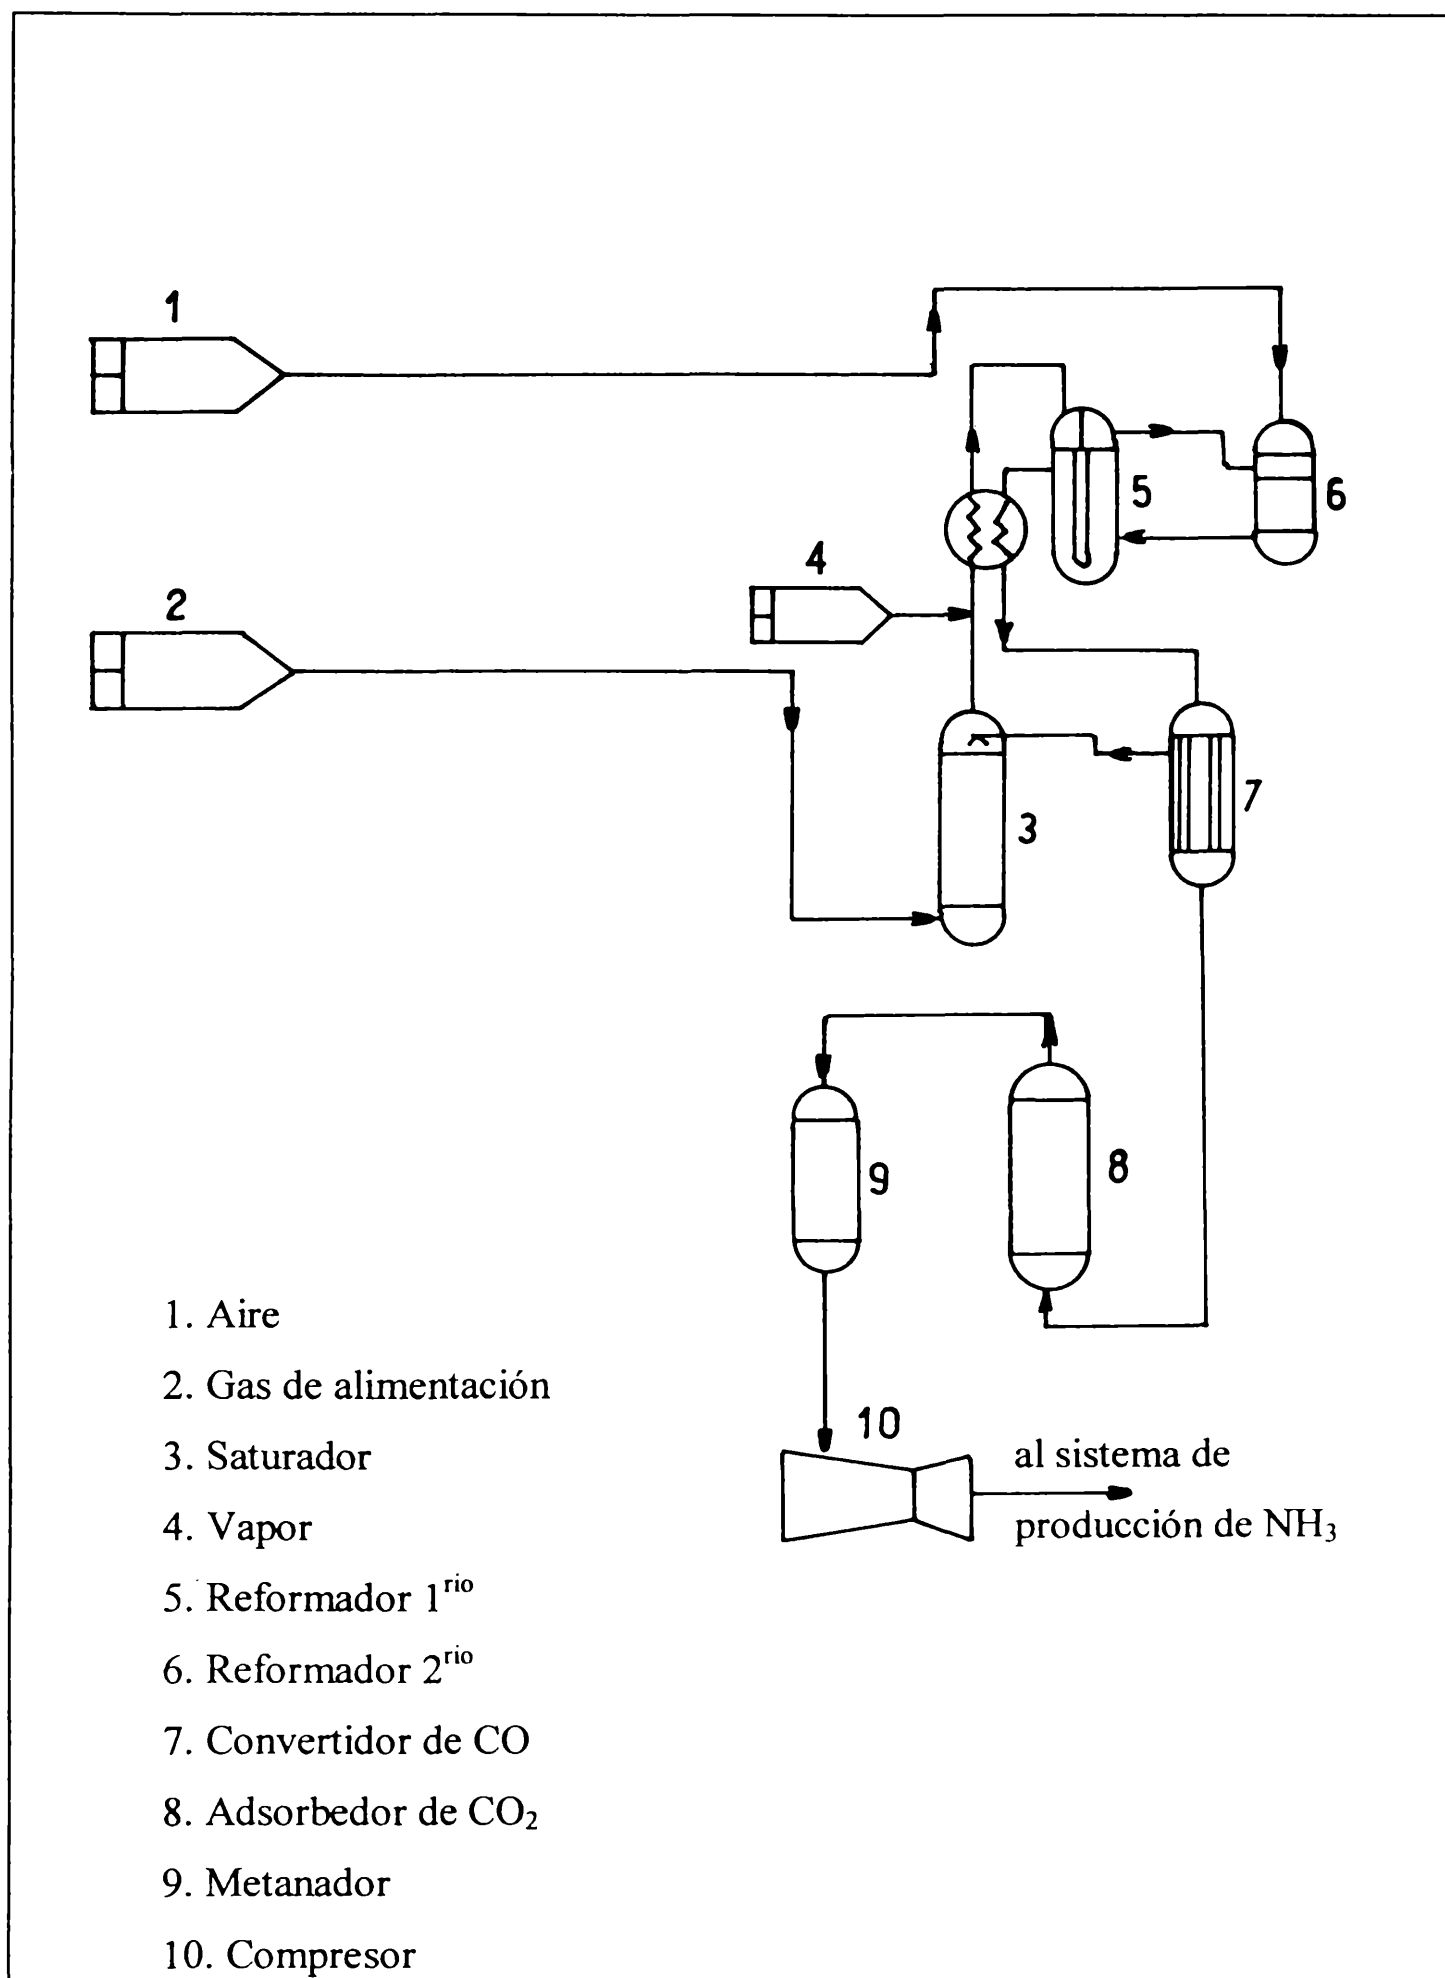 1
2
4
5
6
3
7
9
8
10
al sistema de
producción de NH₃
1. Aire
2. Gas de alimentación
3. Saturador
4. Vapor
5. Reformador 1ʳⁱᵒ
6. Reformador 2ʳⁱᵒ
7. Convertidor de CO
8. Adsorbedor de CO₂
9. Metanador
10. Compresor